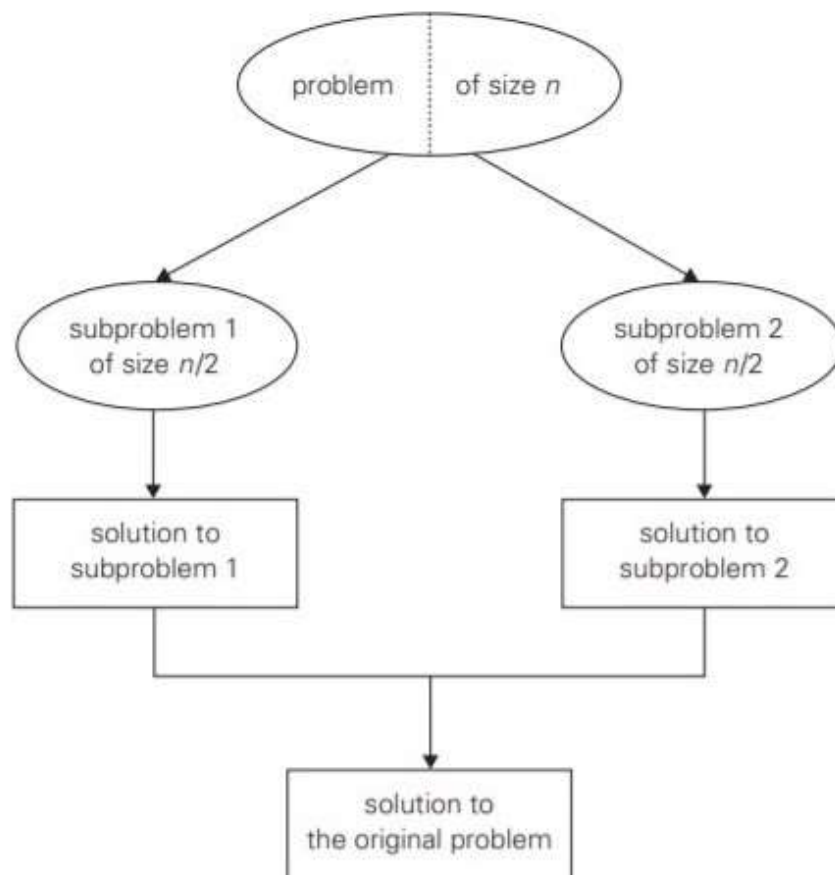 problem of size n
subproblem 1
of size n/2
subproblem 2
of size n/2
solution to
subproblem 1
solution to
subproblem 2
solution to
the original problem